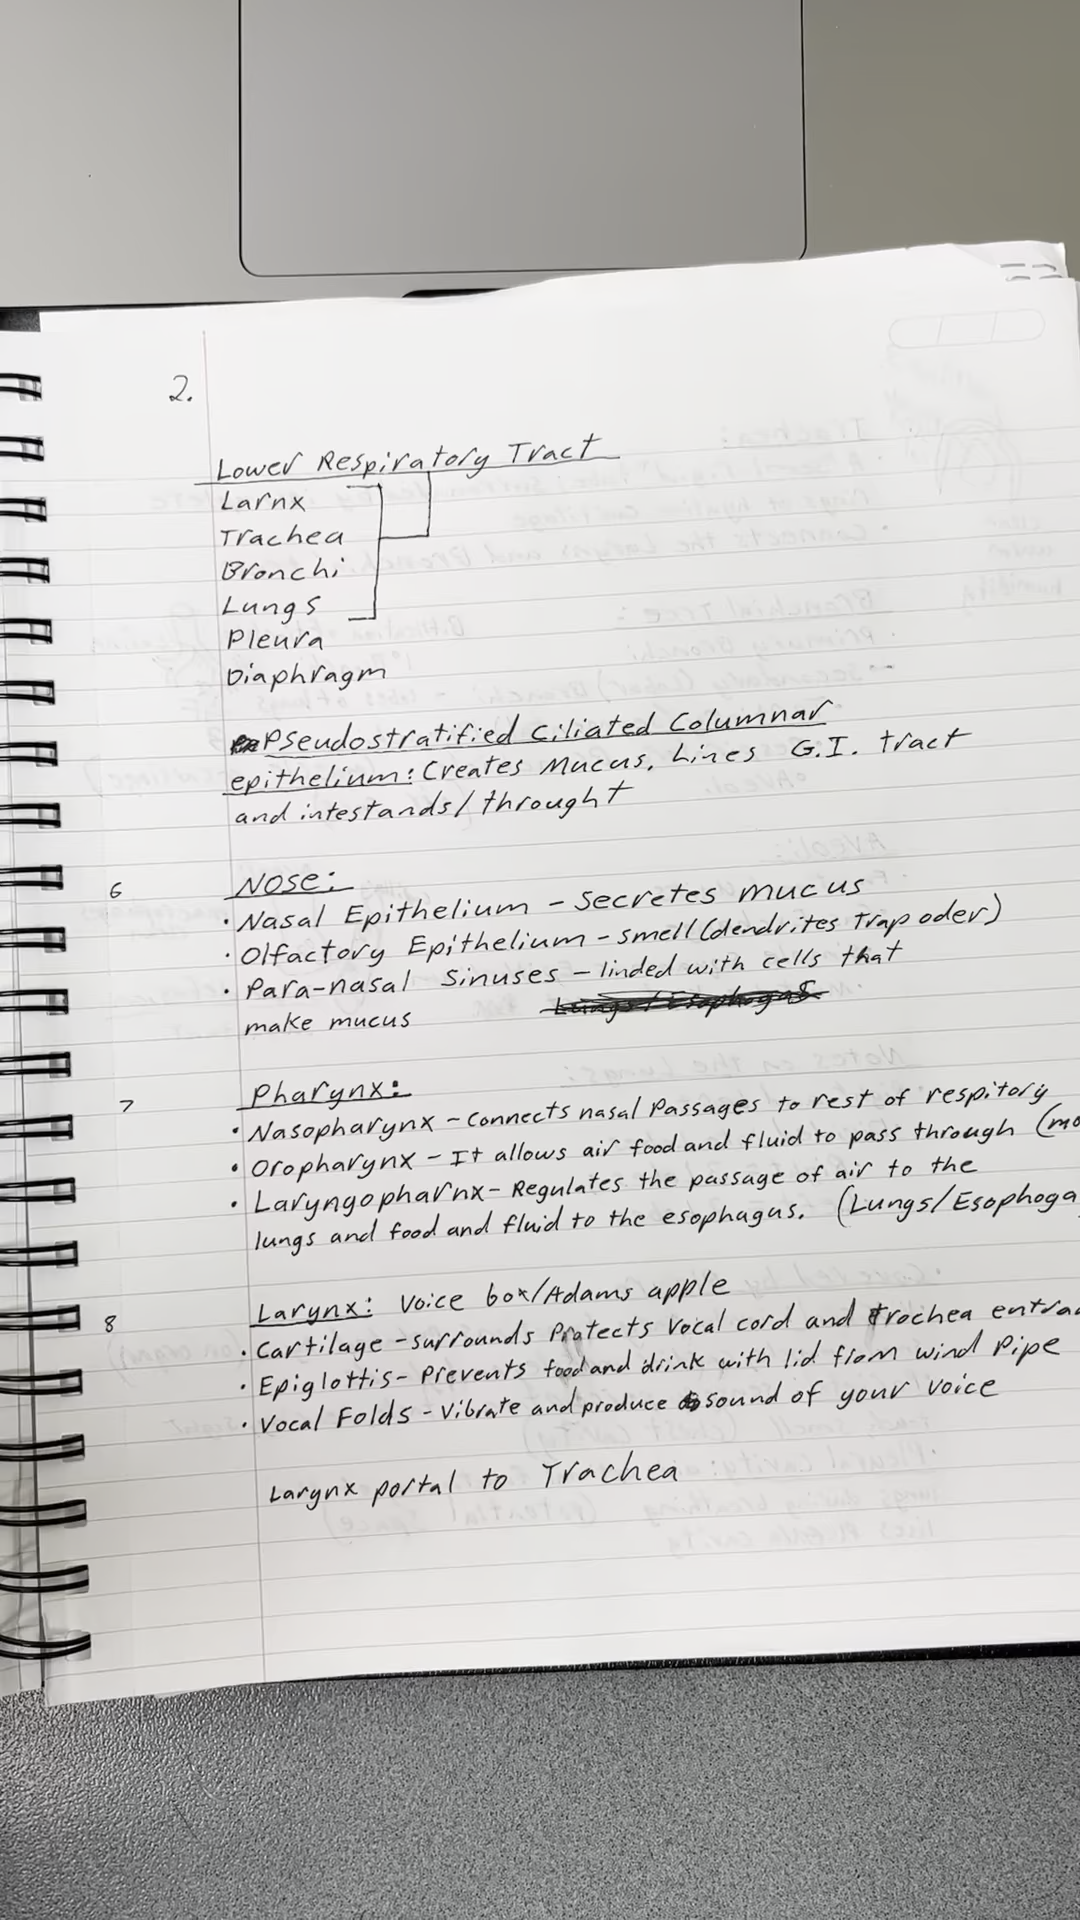 2.
Lower Respiratory Tract
Larnx
Trachea
Bronchi
Lungs
Pleura
Diaphragm
Pseudostratified Ciliated Columnar
epithelium: Creates Mucus, Lines G.I. tract
and intestands/throught
6 Nose:
• Nasal Epithelium - Secretes mucus
• Olfactory Epithelium - smell (dendrites Trap oder)
• Para-nasal Sinuses - linded with cells that
make mucus Lungs/Esophogas
7 Pharynx:
• Nasopharynx - connects nasal Passages to rest of respitory
• Oropharynx - It allows air food and fluid to pass through (mo
• Laryngopharnx - Regulates the passage of air to the
lungs and food and fluid to the esophagus. (Lungs/Esophoga
8 Larynx: Voice box/Adams apple
• Cartilage - surrounds Protects Vocal cord and trochea entra
• Epiglottis - Prevents food and drink with lid from wind Pipe
• Vocal Folds - Vibrate and produce sound of your voice
Larynx portal to Trachea